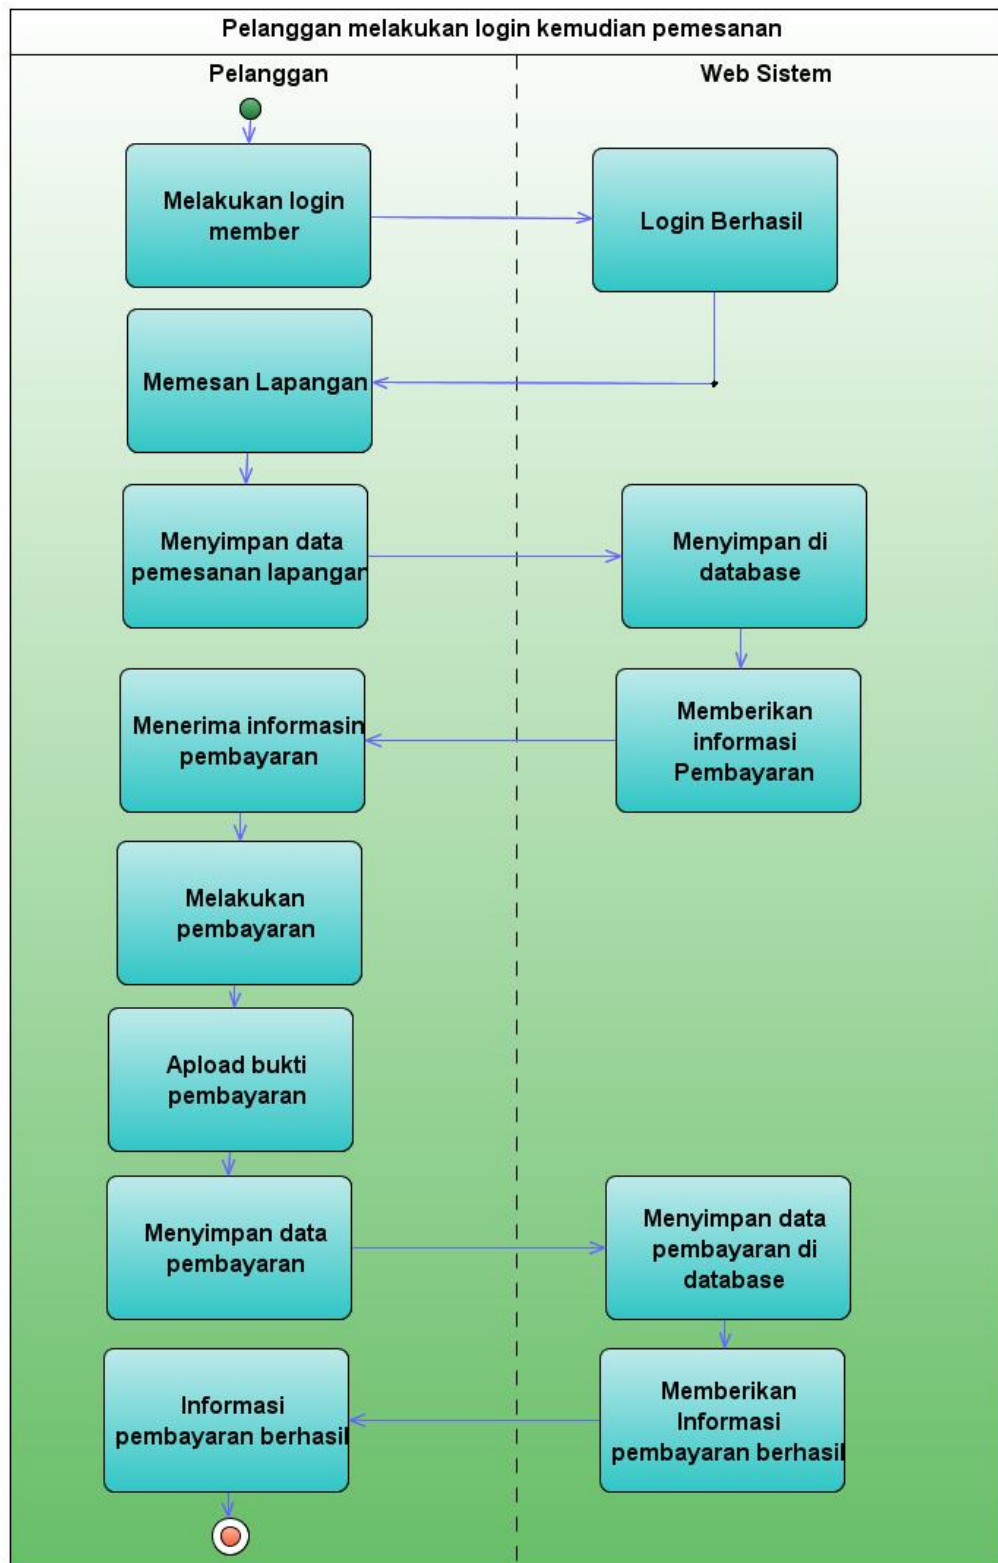 Pelanggan melakukan login kemudian pemesanan
Pelanggan
Web Sistem
Melakukan login
member
Login Berhasil
Memesan Lapangan
Menyimpan data
pemesanan lapangan
Menyimpan di
database
Menerima informasin
pembayaran
Memberikan
informasi
Pembayaran
Melakukan
pembayaran
Apload bukti
pembayaran
Menyimpan data
pembayaran
Menyimpan data
pembayaran di
database
Informasi
pembayaran berhasil
Memberikan
Informasi
pembayaran berhasil